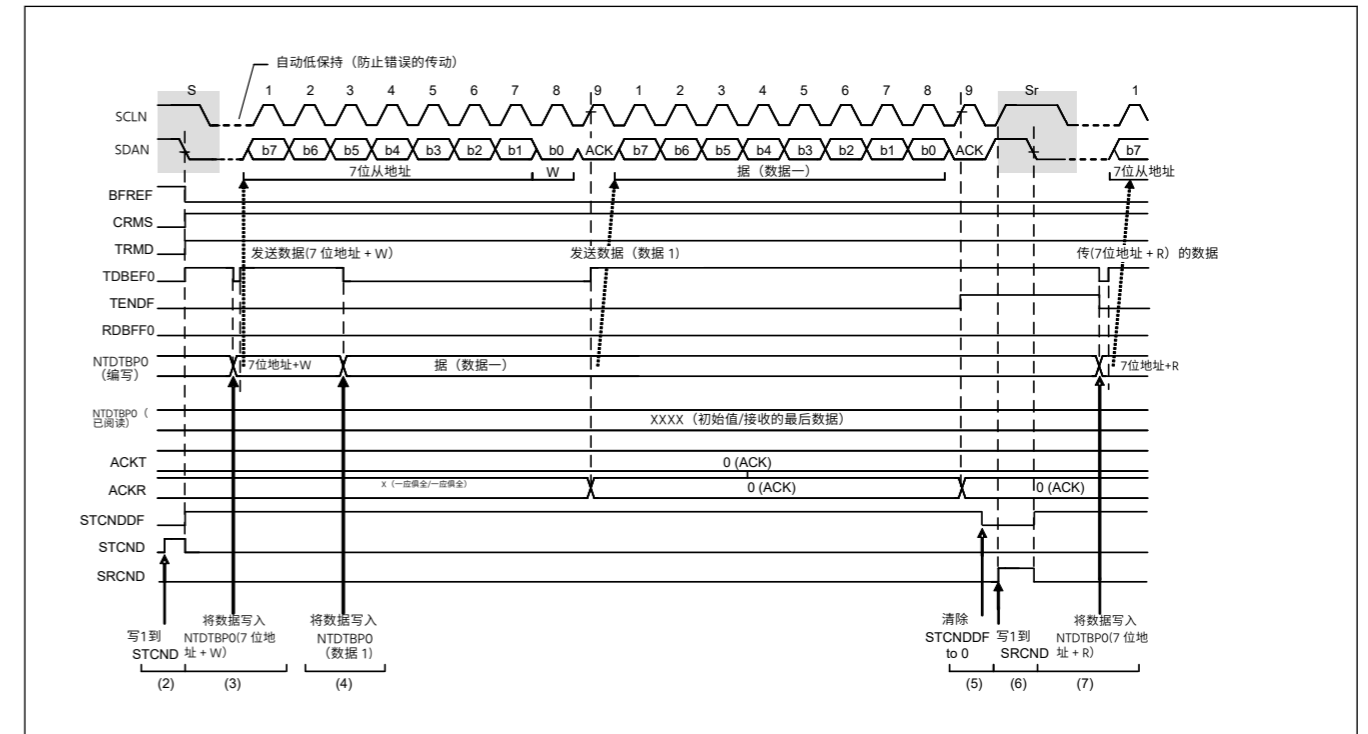 自动低保持（防止错误的传动）
S 1 2 3 4 5 6 7 8 9 1 2 3 4 5 6 7 8 9 Sr 1
SCLN
SDAN b7 b6 b5 b4 b3 b2 b1 b0 ACK b7 b6 b5 b4 b3 b2 b1 b0 ACK b7
7位从地址 W 据（数据一） 7位从地址
BFREF
CRMS
TRMD
发送数据(7 位地址 + W） 发送数据（数据 1) 传(7位地址 + R）的数据
TDBEF0
TENDF
RDBFF0
NTDTBP0
（编写）
7位地址+W 据（数据一） 7位地址+R
NTDTBP0（
已阅读）
XXXX（初始值/接收的最后数据）
ACKT 0 (ACK)
ACKR X（一应俱全/一应俱全） 0 (ACK) 0 (ACK)
STCNDDF
STCND
SRCND
写1到
STCND
将数据写入
NTDTBP0(7 位地
址 + W）
将数据写入
NTDTBP0
（数据 1)
清除
STCNDDF
to 0
写1到
SRCND
将数据写入
NTDTBP0(7 位地
址 + R）
(2) (3) (4) (5) (6) (7)